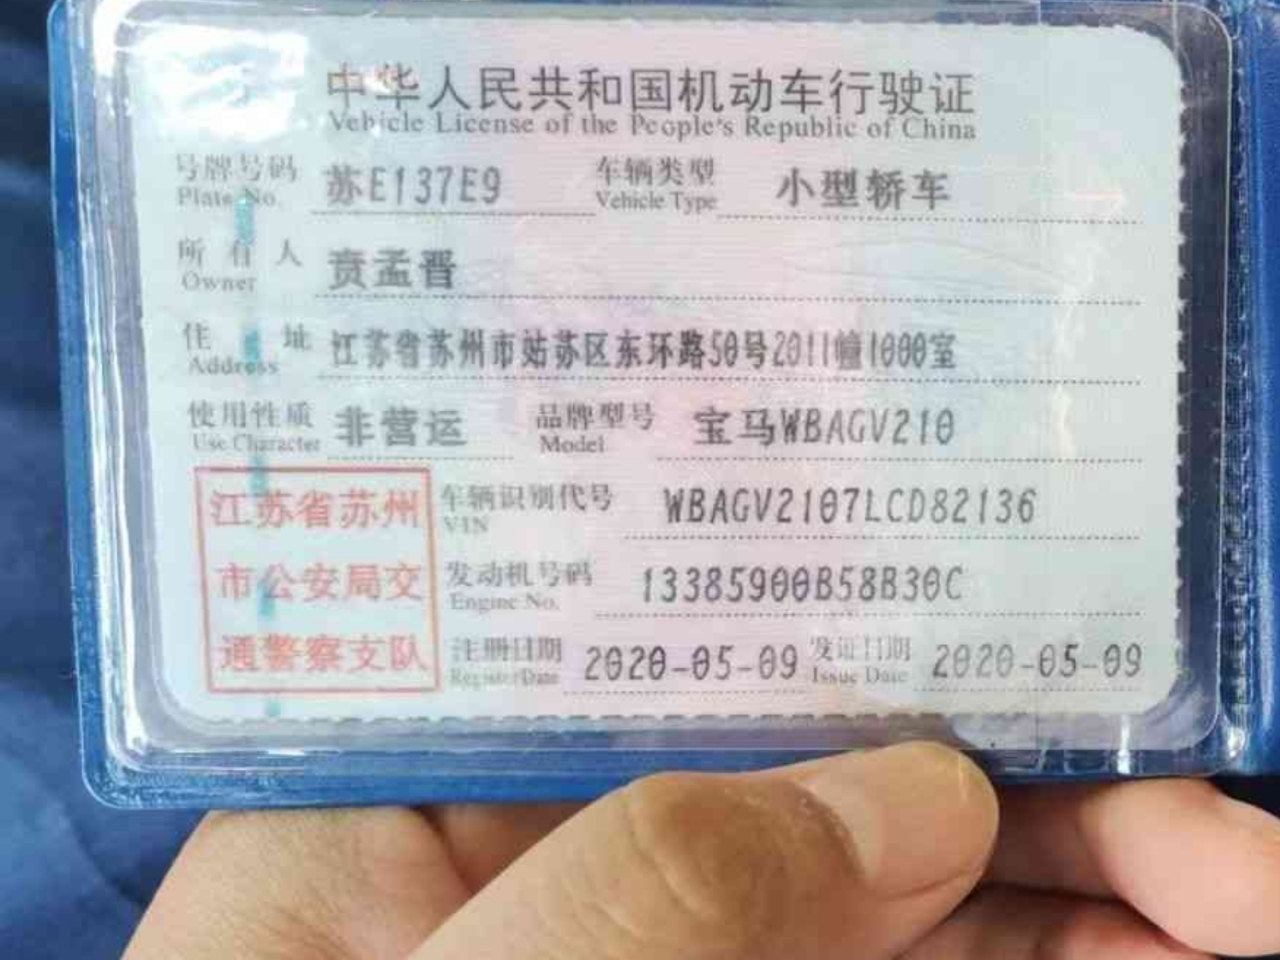 中华人民共和国机动车行驶证
Vehicle License of the People's Republic of China
号牌号码 苏E137E9 车辆类型 小型轿车
Plate No. Vehicle Type
所有人 贲孟晋
Owner
住址 江苏省苏州市姑苏区东环路50号2011幢1000室
Address
使用性质 非营运 品牌型号 宝马WBAGV210
Use Character Model
江苏省苏州
市公安局交
通警察支队
车辆识别代号 WBAGV2107LCD82136
VIN
发动机号码 13385900B58B30C
Engine No.
注册日期 2020-05-09 发证日期 2020-05-09
Register Date Issue Date